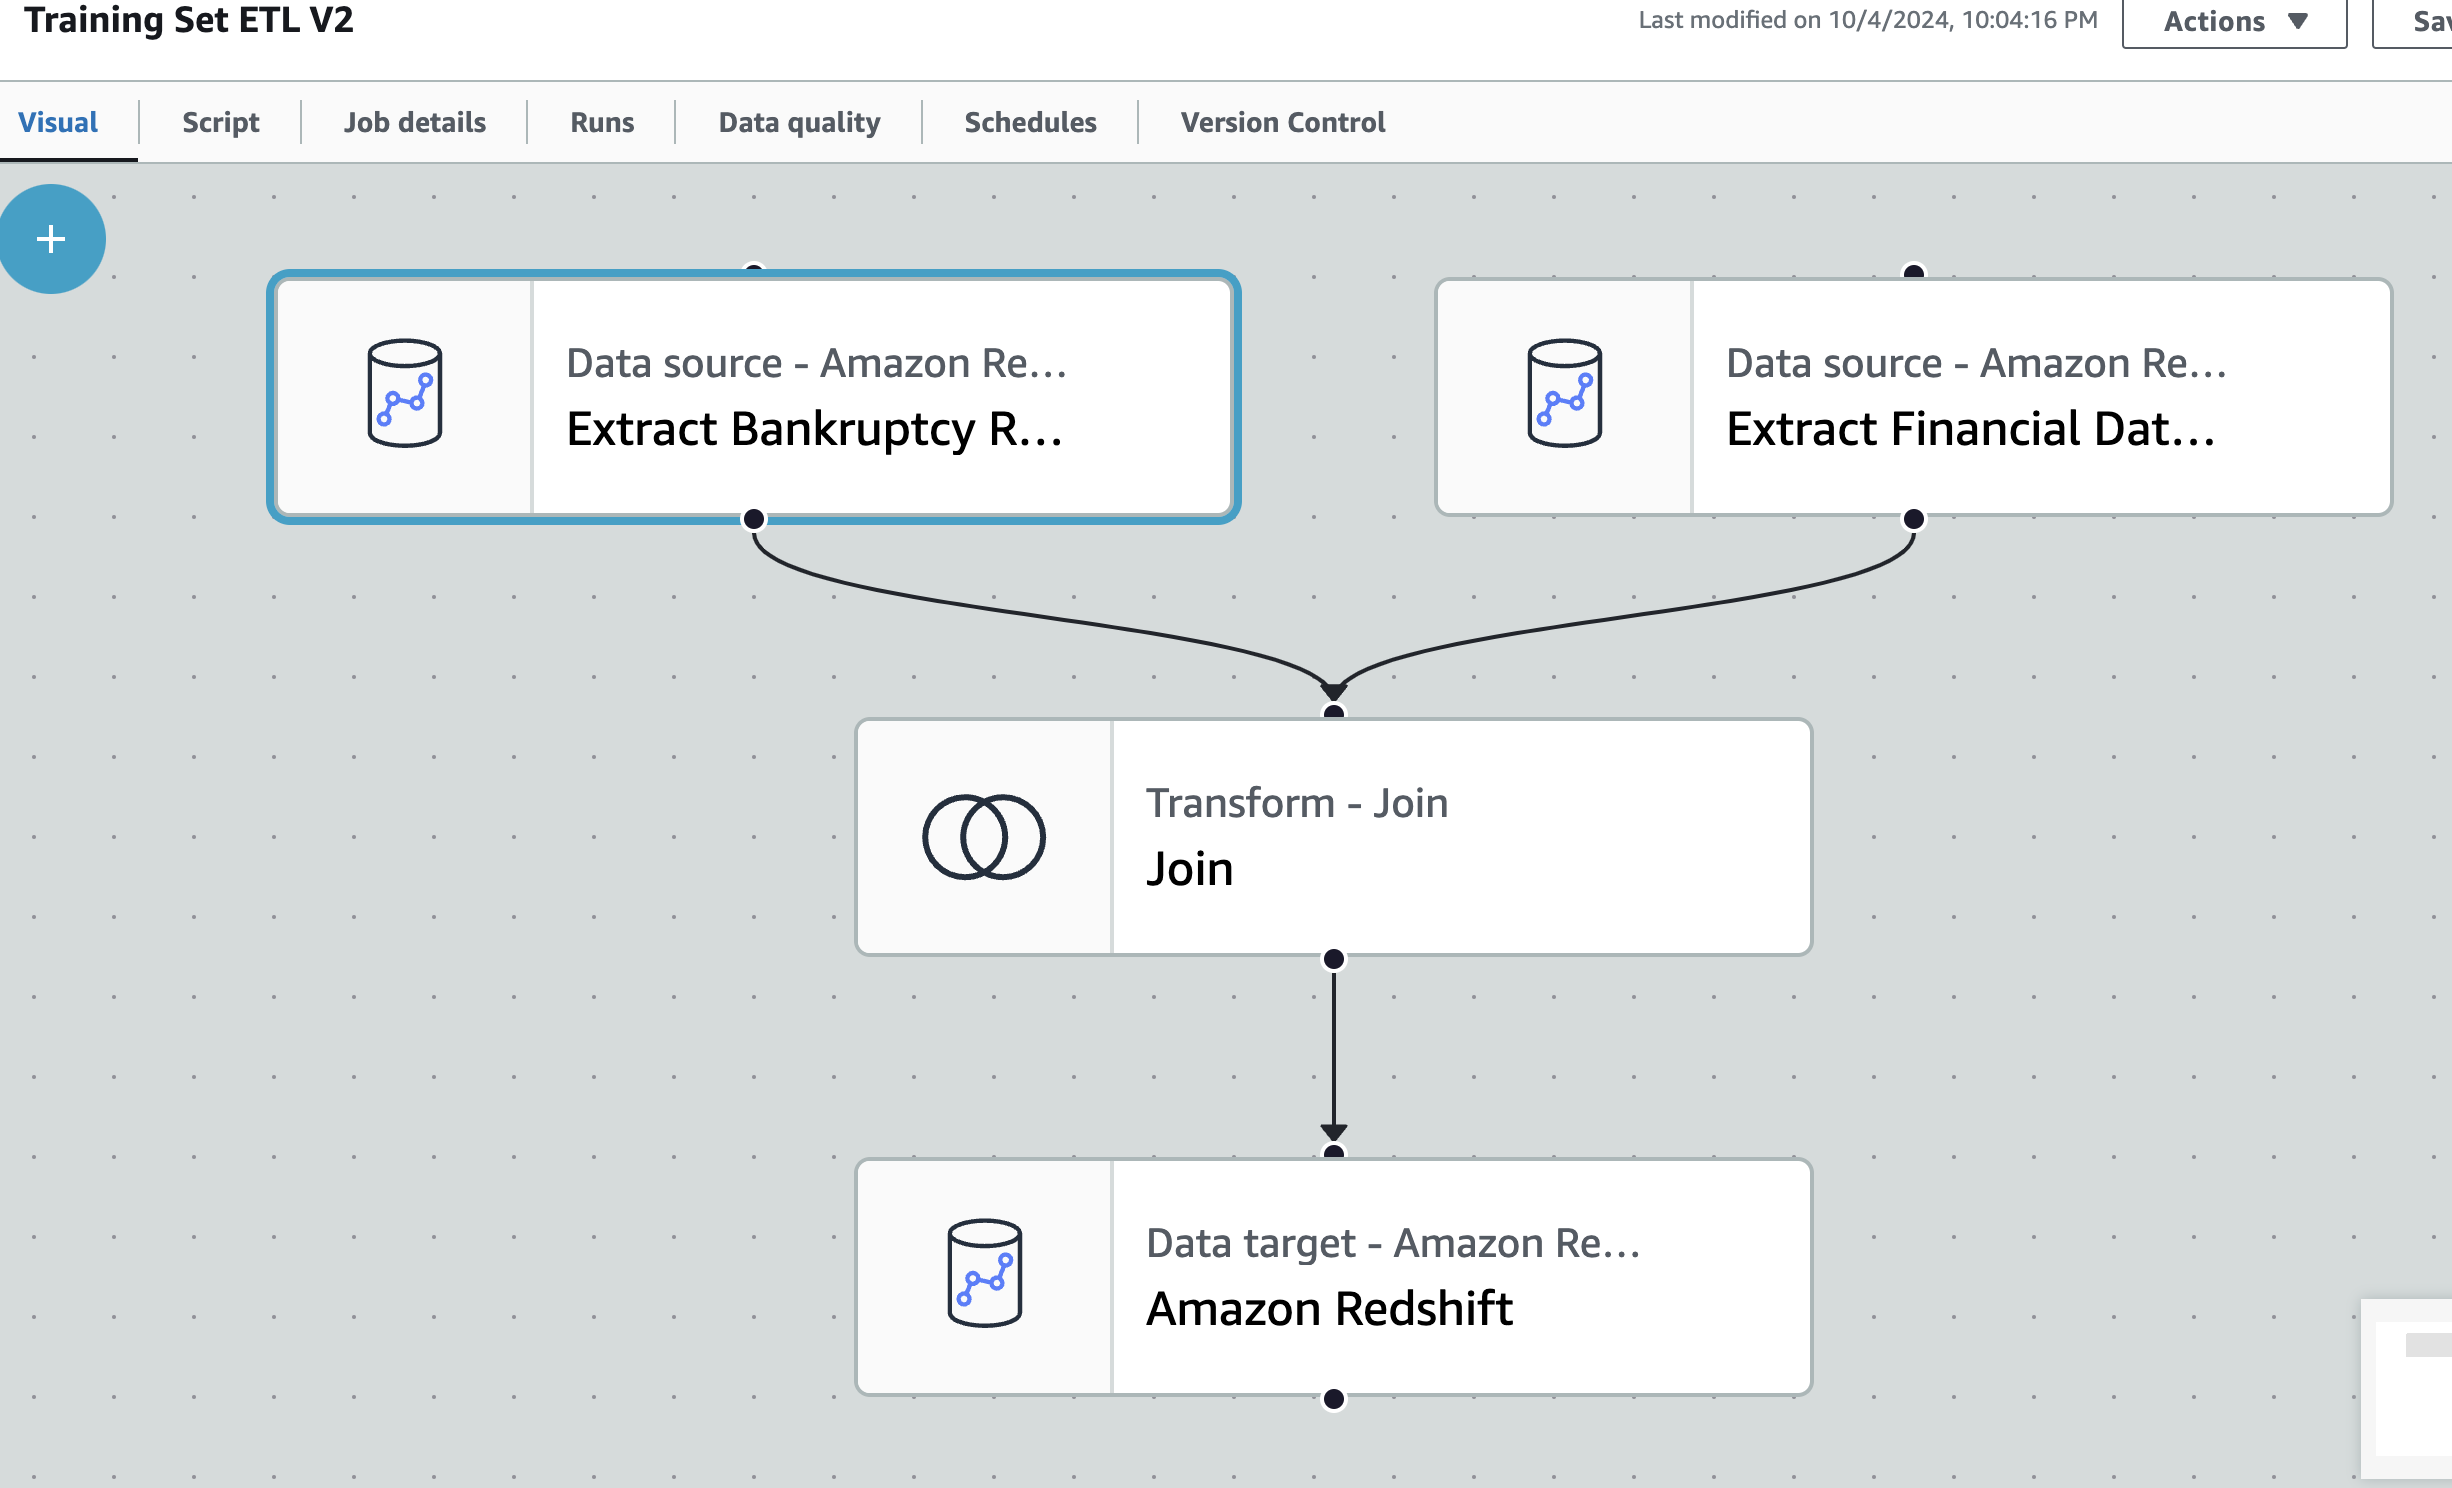 Training Set ETL V2
Last modified on 10/4/2024, 10:04:16 PM
Actions
Visual
Script
Job details
Runs
Data quality
Schedules
Version Control
Data source - Amazon Re...
Extract Bankruptcy R...
Data source - Amazon Re...
Extract Financial Dat...
Transform - Join
Join
Data target - Amazon Re...
Amazon Redshift